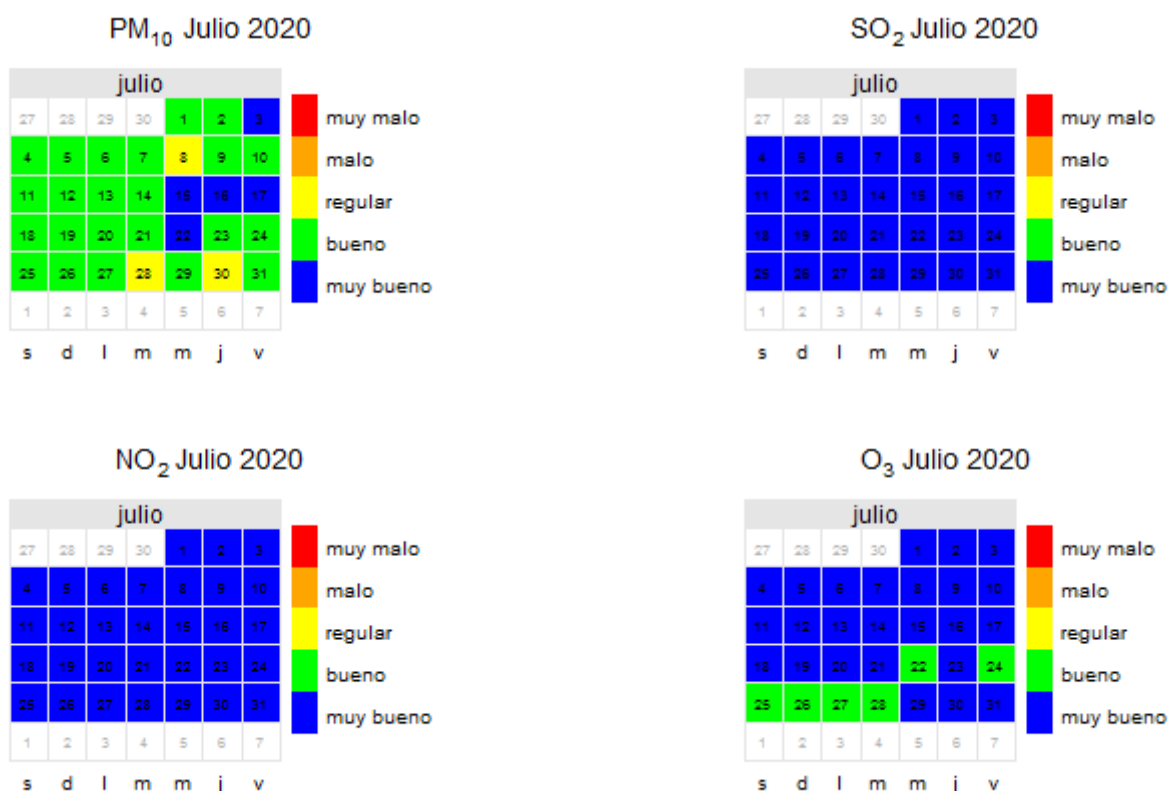 PM₁₀ Julio 2020
julio
27 28 29 30 1 2 3
4 5 6 7 8 9 10
11 12 13 14 15 16 17
18 19 20 21 22 23 24
25 26 27 28 29 30 31
1 2 3 4 5 6 7
s d l m m j v
muy malo
malo
regular
bueno
muy bueno
SO₂ Julio 2020
julio
27 28 29 30 1 2 3
4 5 6 7 8 9 10
11 12 13 14 15 16 17
18 19 20 21 22 23 24
25 26 27 28 29 30 31
1 2 3 4 5 6 7
s d l m m j v
muy malo
malo
regular
bueno
muy bueno
NO₂ Julio 2020
julio
27 28 29 30 1 2 3
4 5 6 7 8 9 10
11 12 13 14 15 16 17
18 19 20 21 22 23 24
25 26 27 28 29 30 31
1 2 3 4 5 6 7
s d l m m j v
muy malo
malo
regular
bueno
muy bueno
O₃ Julio 2020
julio
27 28 29 30 1 2 3
4 5 6 7 8 9 10
11 12 13 14 15 16 17
18 19 20 21 22 23 24
25 26 27 28 29 30 31
1 2 3 4 5 6 7
s d l m m j v
muy malo
malo
regular
bueno
muy bueno